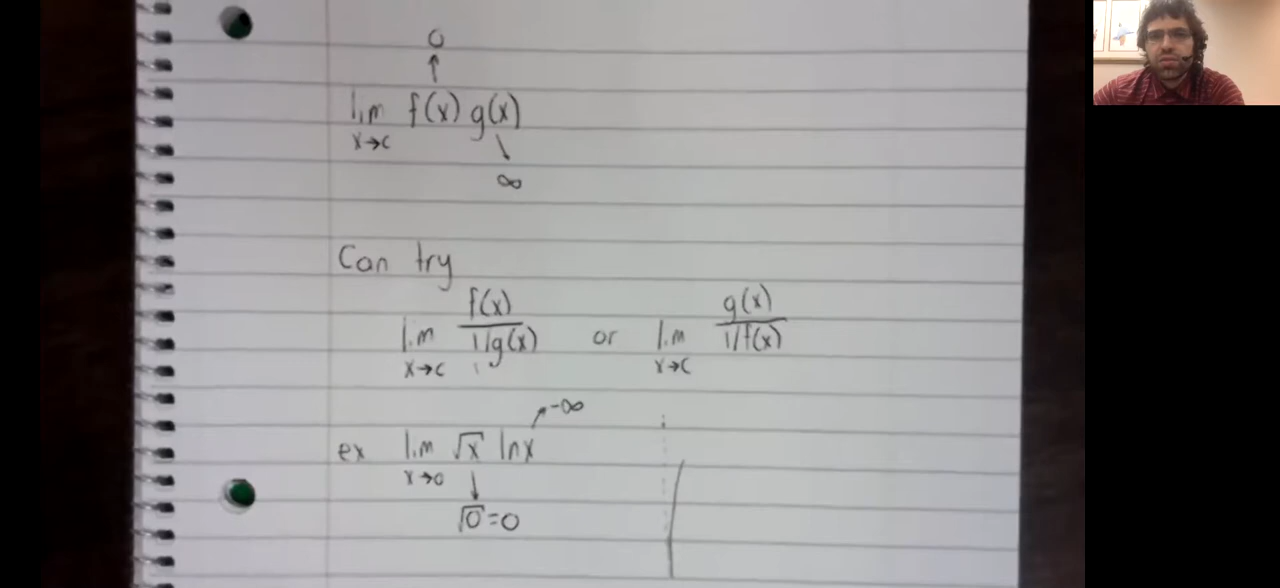 0
↑
lim f(x) g(x)
x→c
↓
∞
Can try
lim f(x)/(1/g(x)) or lim g(x)/(1/f(x))
x→c x→c
ex lim √x ln x ↗ -∞
x→0 ↓
√0 = 0